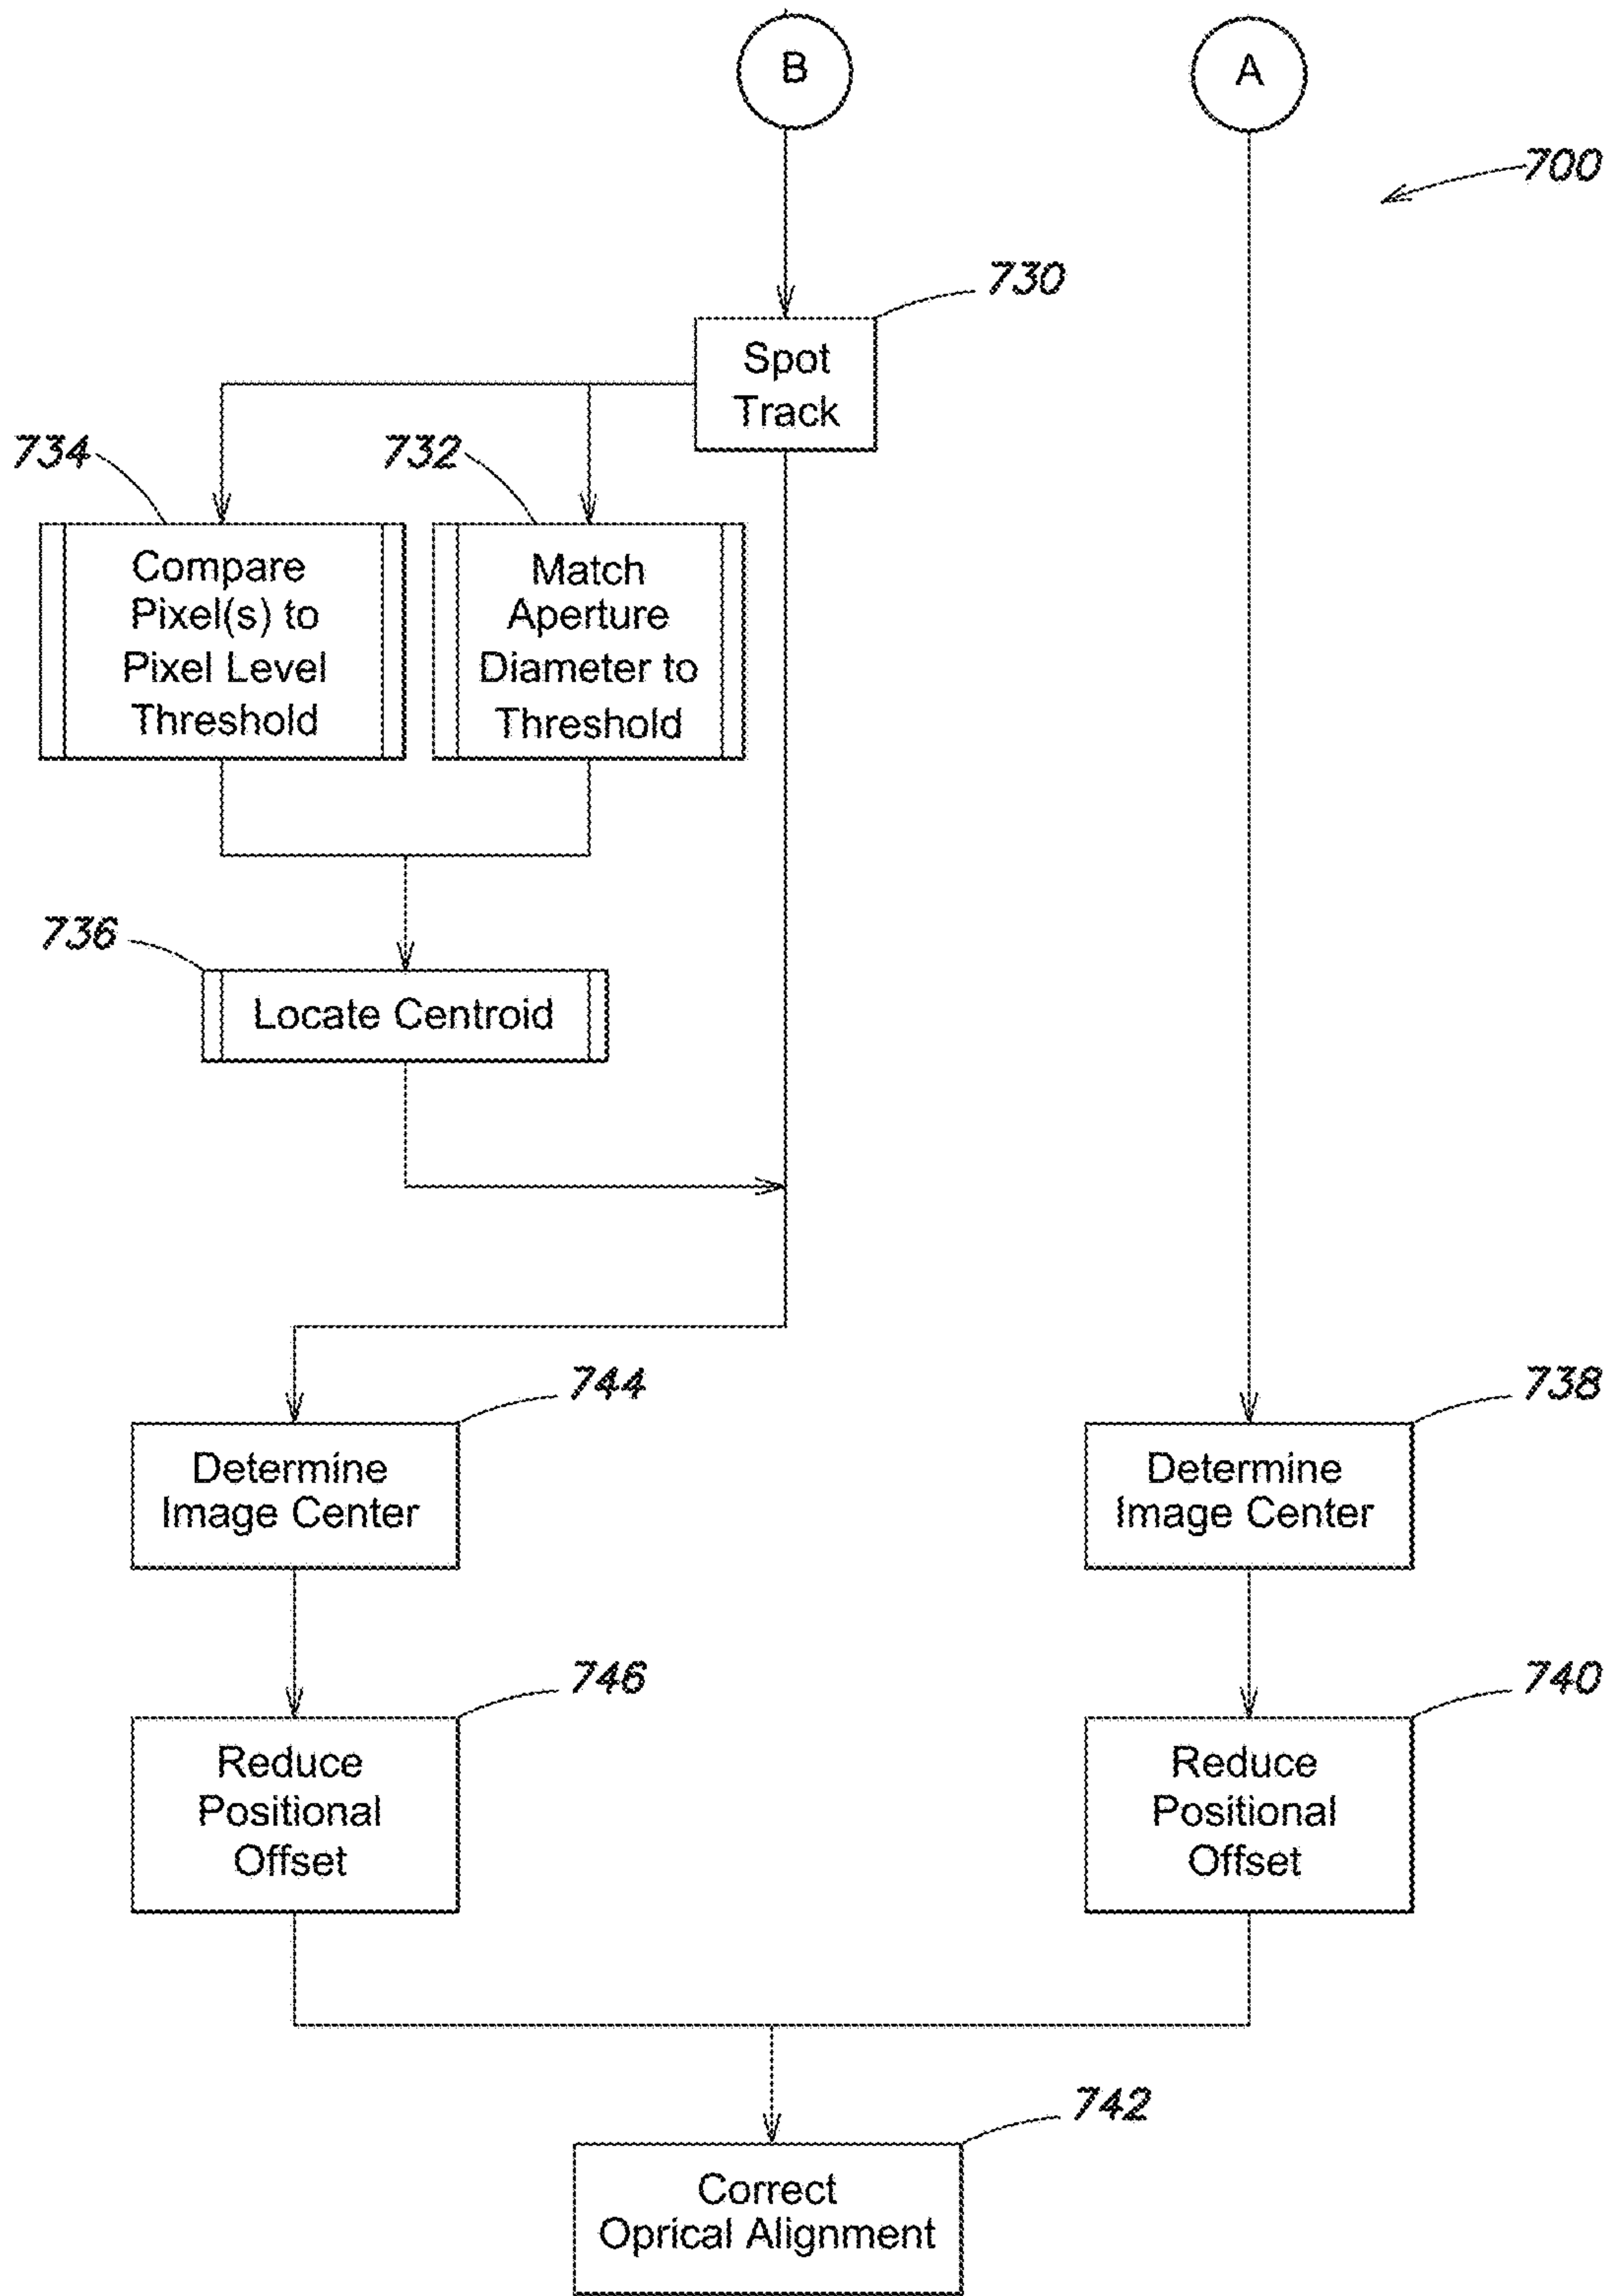 B
A
700
730
Spot
Track
734
732
Compare
Pixel(s) to
Pixel Level
Threshold
Match
Aperture
Diameter to
Threshold
736
Locate Centroid
744
738
Determine
Image Center
Determine
Image Center
746
740
Reduce
Positional
Offset
Reduce
Positional
Offset
742
Correct
Oprical Alignment